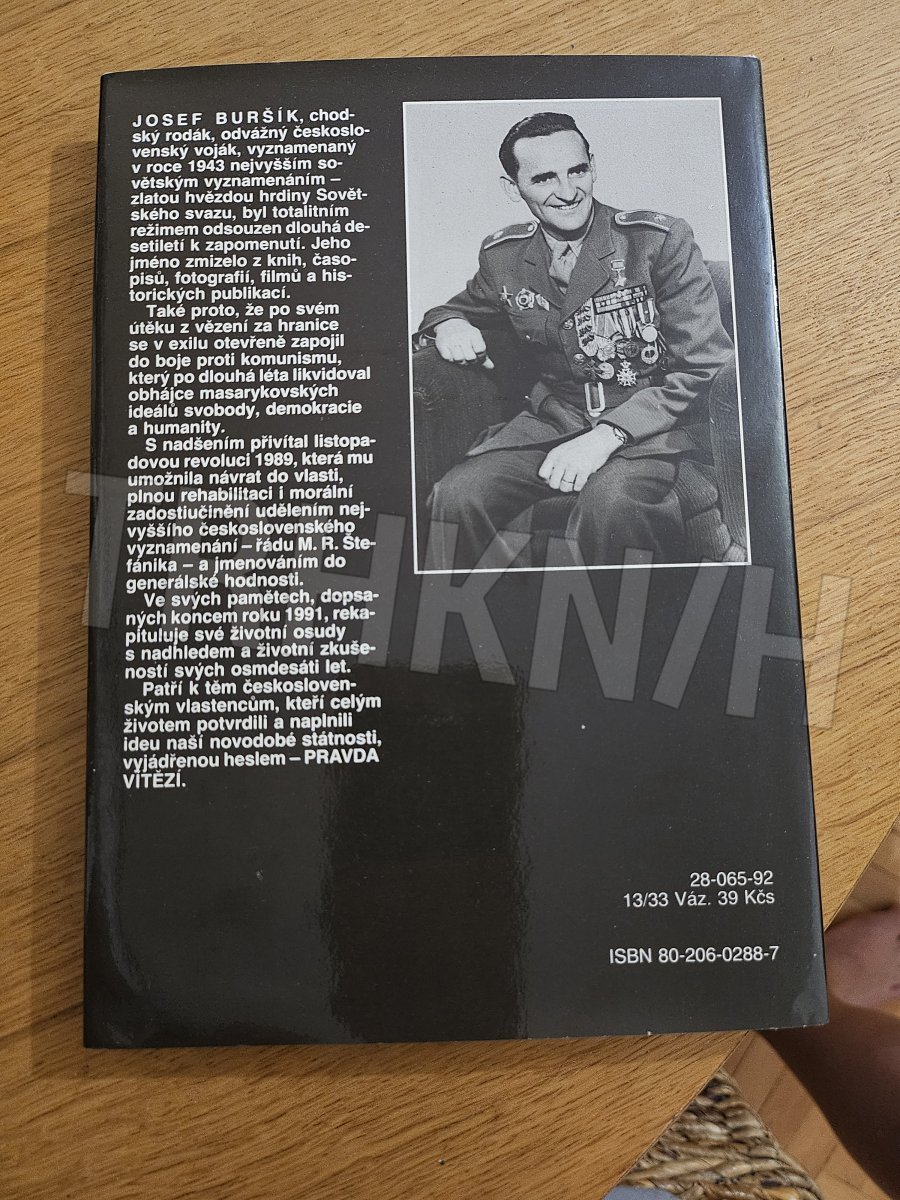 JOSEF BURŠÍK, chod-
ský rodák, odvážný českoslo-
venský voják, vyznamenaný
v roce 1943 nejvyšším so-
větským vyznamenáním –
zlatou hvězdou hrdiny Sovět-
ského svazu, byl totalitním
režimem odsouzen dlouhá de-
setiletí k zapomenutí. Jeho
jméno zmizelo z knih, časo-
pisů, fotografií, filmů a his-
torických publikací.
Také proto, že po svém
útěku z vězení za hranice
se v exilu otevřeně zapojil
do boje proti komunismu,
který po dlouhá léta likvidoval
obhájce masarykovských
ideálů svobody, demokracie
a humanity.
S nadšením přivítal listopa-
dovou revoluci 1989, která mu
umožnila návrat do vlasti,
plnou rehabilitaci i morální
zadostiučinění udělením nej-
vyššího československého
vyznamenání – řádu M. R. Šte-
fánika – a jmenováním do
generálské hodnosti.
Ve svých pamětech, dopsa-
ných koncem roku 1991, reka-
pituluje své životní osudy
s nadhledem a životní zkuše-
ností svých osmdesáti let.
Patří k těm českosloven-
ským vlastencům, kteří celým
životem potvrdili a naplnili
ideu naší novodobé státnosti,
vyjádřenou heslem – PRAVDA
VÍTĚZÍ.
28-065-92
13/33 Váz. 39 Kčs
ISBN 80-206-0288-7